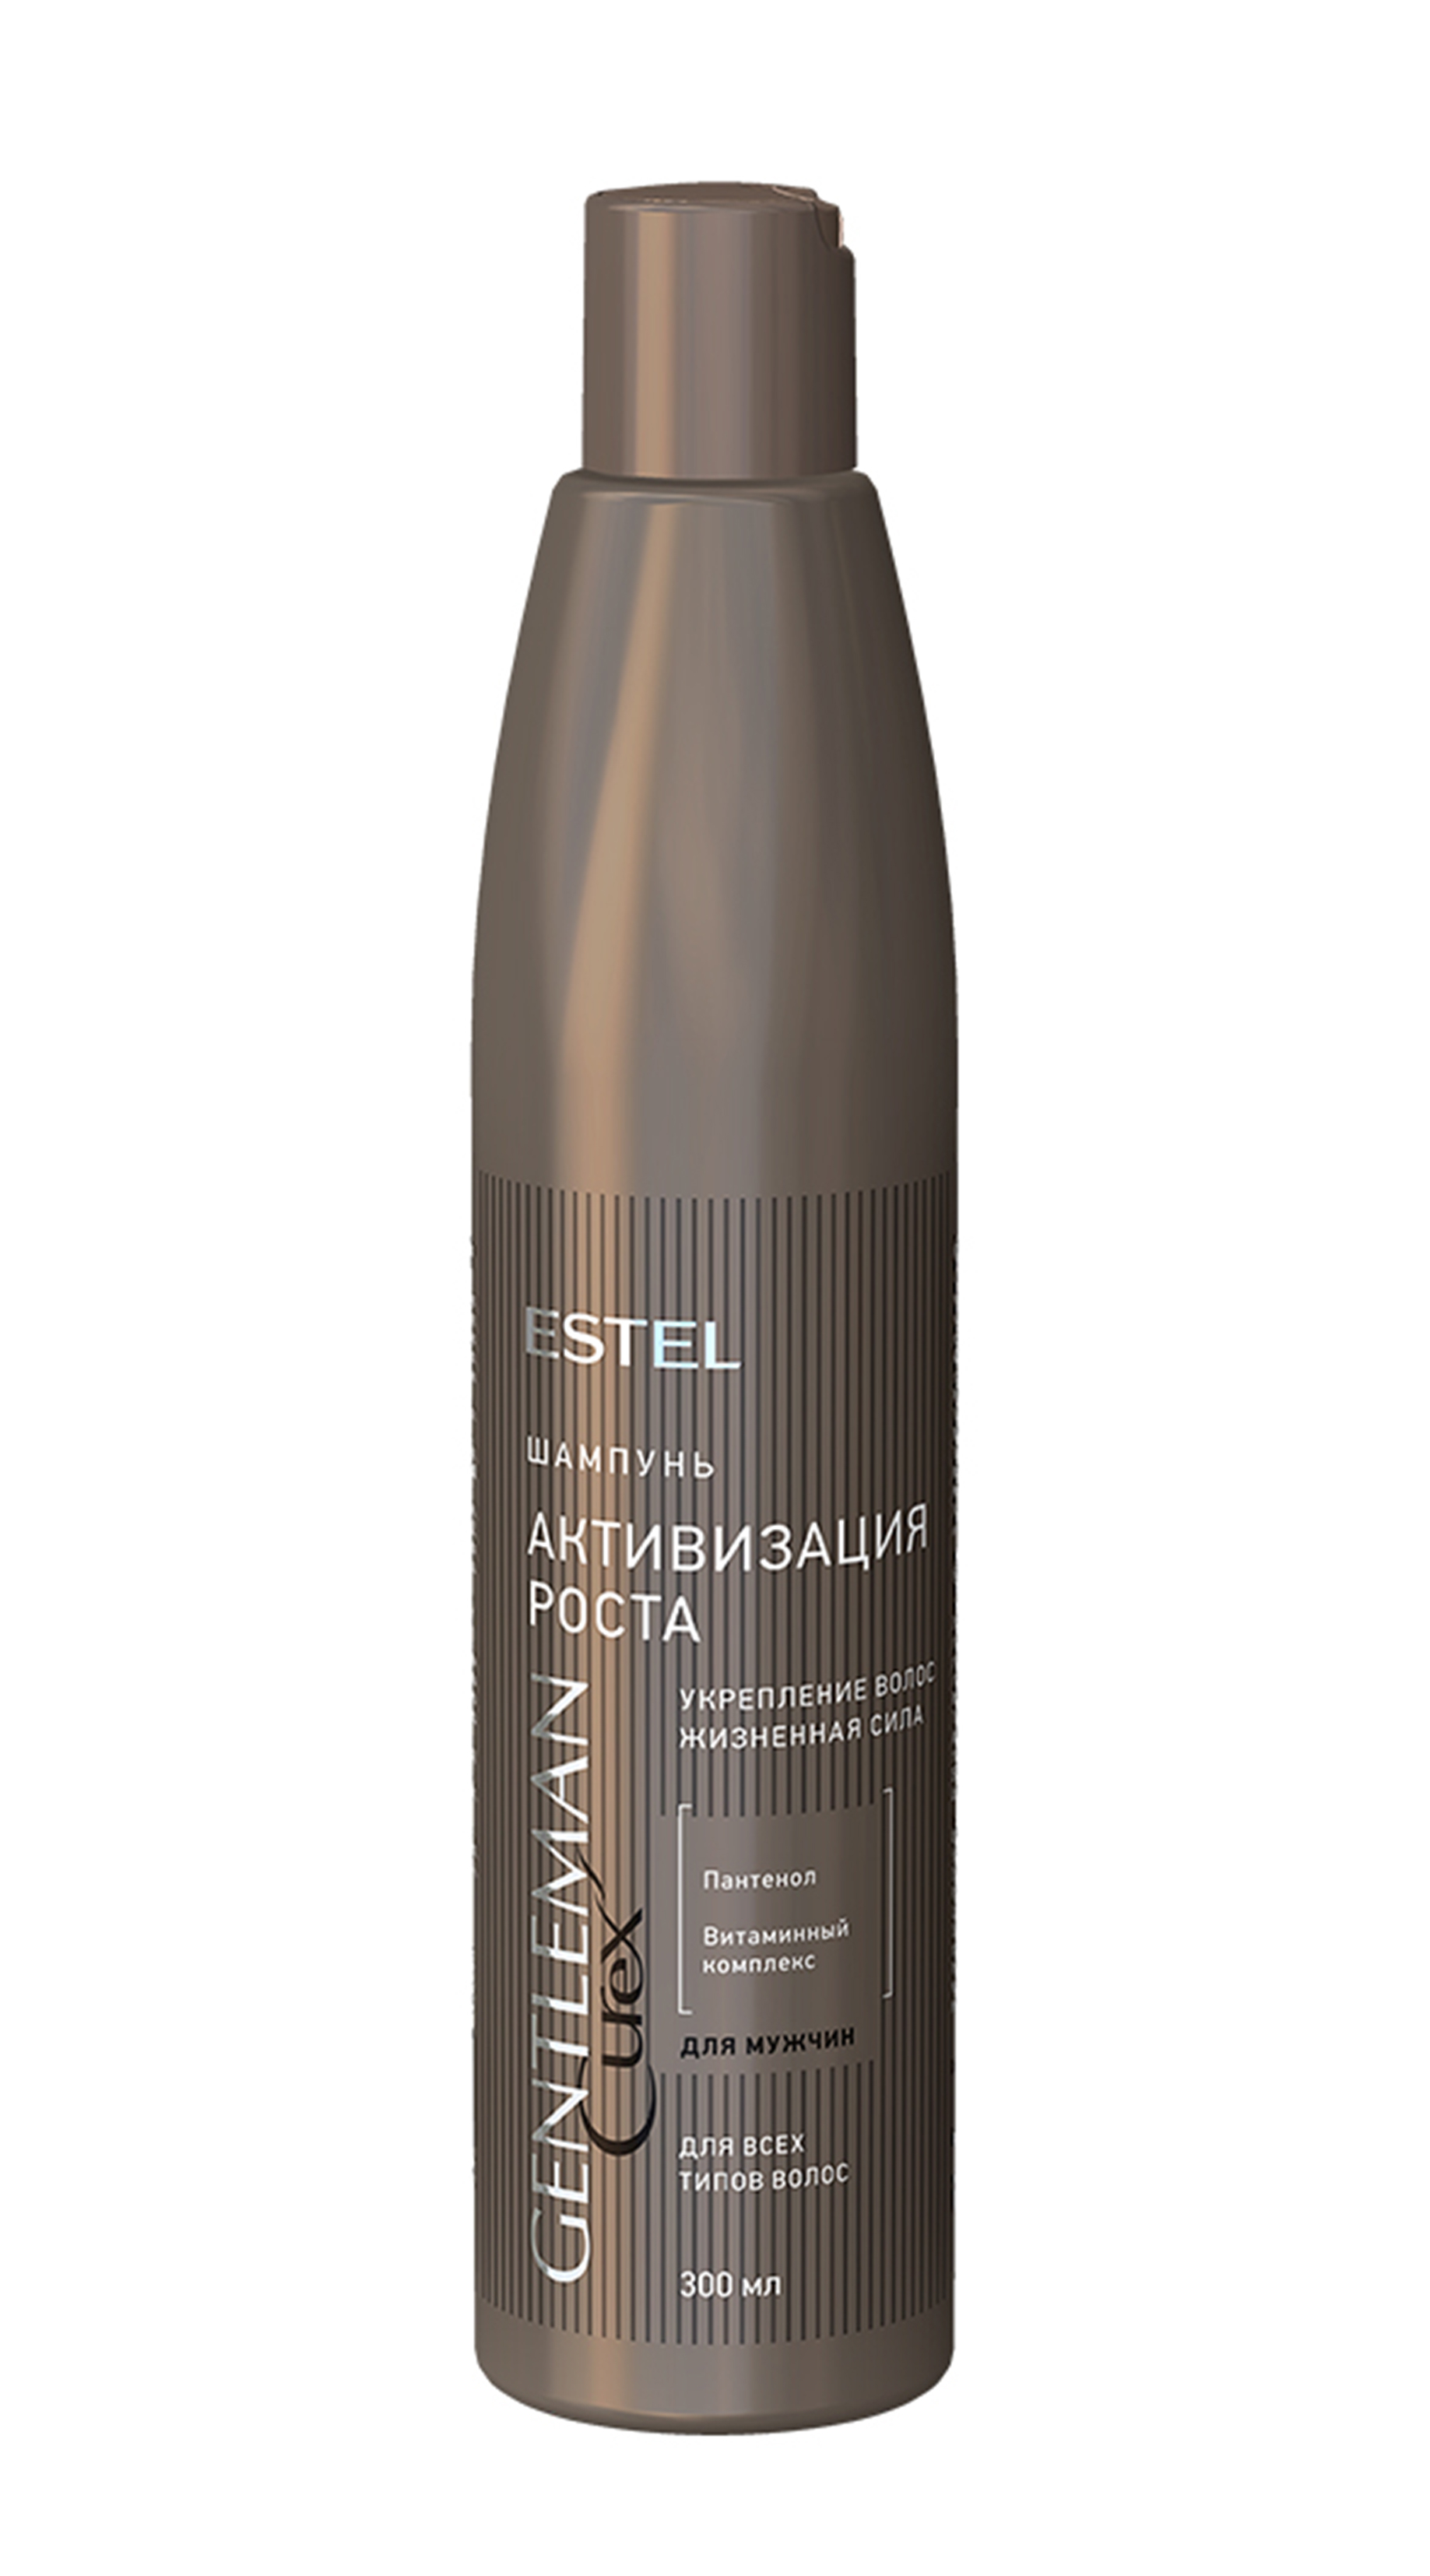 ESTEL
ШАМПУНЬ
АКТИВИЗАЦИЯ
РОСТА
УКРЕПЛЕНИЕ ВОЛОС
ЖИЗНЕННАЯ СИЛА
GENTLEMAN
Curex
Пантенол
Витаминный
комплекс
ДЛЯ МУЖЧИН
ДЛЯ ВСЕХ
ТИПОВ ВОЛОС
300 мл